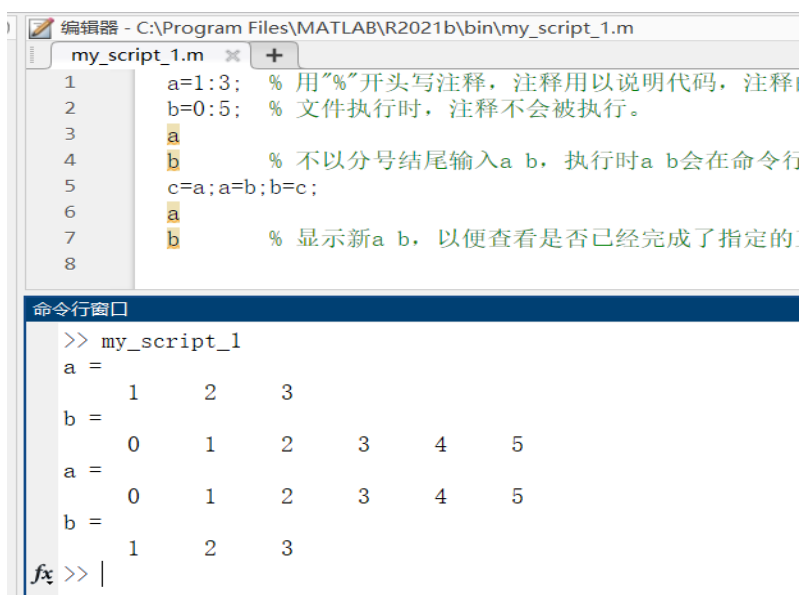 编辑器 - C:\Program Files\MATLAB\R2021b\bin\my_script_1.m
my_script_1.m × +
1 a=1:3; % 用"%"开头写注释，注释用以说明代码，注释
2 b=0:5; % 文件执行时，注释不会被执行。
3 a
4 b % 不以分号结尾输入a b，执行时a b会在命令行
5 c=a;a=b;b=c;
6 a
7 b % 显示新a b，以便查看是否已经完成了指定的
8
命令行窗口
>> my_script_1
a =
1 2 3
b =
0 1 2 3 4 5
a =
0 1 2 3 4 5
b =
1 2 3
fx >>